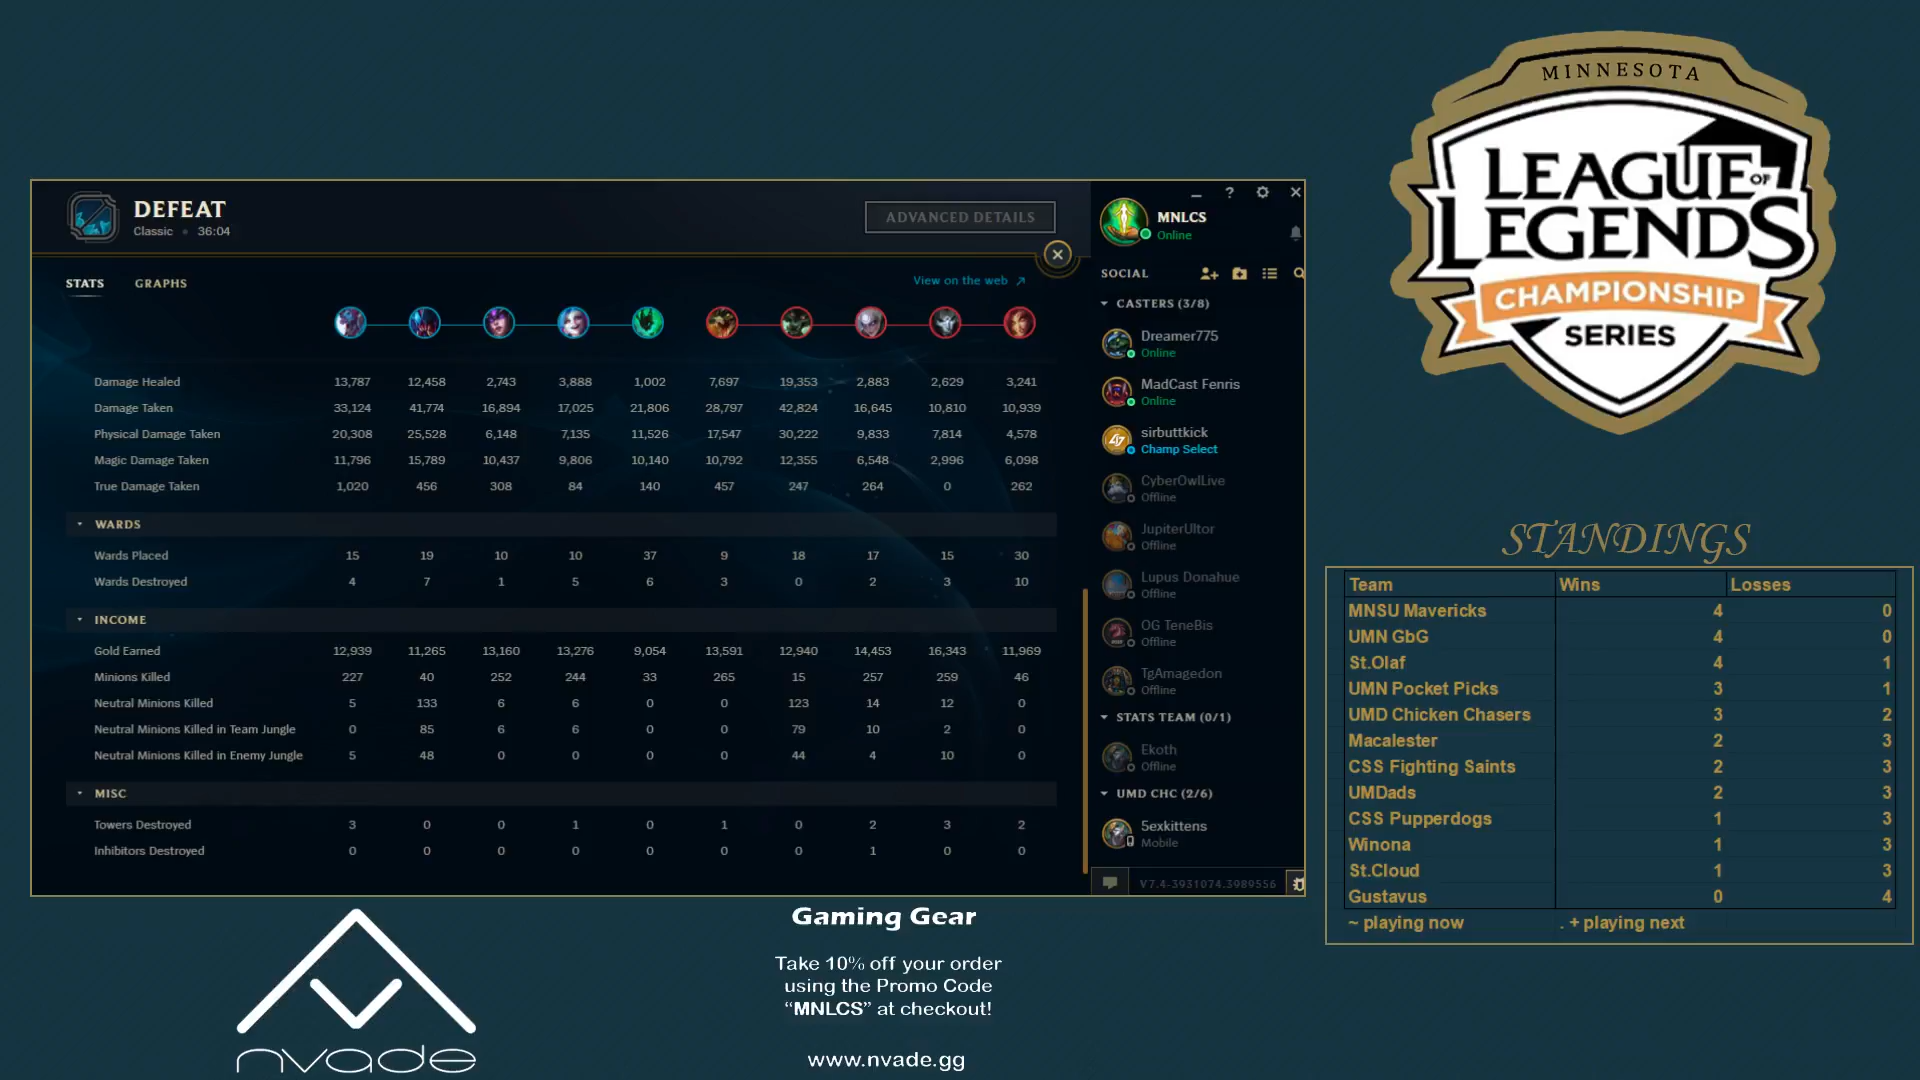 MINNESOTA
LEAGUE OF
LEGENDS
CHAMPIONSHIP
SERIES
DEFEAT
Classic • 36:04
ADVANCED DETAILS
STATS GRAPHS
View on the web
Damage Healed 13,787 12,458 2,743 3,888 1,002 7,697 19,353 2,883 2,629 3,241
Damage Taken 33,124 41,774 16,894 17,025 21,806 28,797 42,824 16,645 10,810 10,939
Physical Damage Taken 20,308 25,528 6,148 7,135 11,526 17,547 30,222 9,833 7,814 4,578
Magic Damage Taken 11,796 15,789 10,437 9,806 10,140 10,792 12,355 6,548 2,996 6,098
True Damage Taken 1,020 456 308 84 140 457 247 264 0 262
WARDS
Wards Placed 15 19 10 10 37 9 18 17 15 30
Wards Destroyed 4 7 1 5 6 3 0 2 3 10
INCOME
Gold Earned 12,939 11,265 13,160 13,276 9,054 13,591 12,940 14,453 16,343 11,969
Minions Killed 227 40 252 244 33 265 15 257 259 46
Neutral Minions Killed 5 133 6 6 0 0 123 14 12 0
Neutral Minions Killed in Team Jungle 0 85 6 6 0 0 79 10 2 0
Neutral Minions Killed in Enemy Jungle 5 48 0 0 0 0 44 4 10 0
MISC
Towers Destroyed 3 0 0 1 0 1 0 2 3 2
Inhibitors Destroyed 0 0 0 0 0 0 0 1 0 0
MNLCS
Online
SOCIAL
CASTERS (3/8)
Dreamer775
Online
MadCast Fenris
Online
sirbuttkick
Champ Select
CyberOwlLive
Offline
JupiterUltor
Offline
Lupus Donahue
Offline
OG TeneBis
Offline
TgAmagedon
Offline
STATS TEAM (0/1)
Ekoth
Offline
UMD CHC (2/6)
5exkittens
Mobile
V7.4-3931074.3989556
STANDINGS
Team Wins Losses
MNSU Mavericks 4 0
UMN GbG 4 0
St.Olaf 4 1
UMN Pocket Picks 3 1
UMD Chicken Chasers 3 2
Macalester 2 3
CSS Fighting Saints 2 3
UMDads 2 3
CSS Pupperdogs 1 3
Winona 1 3
St.Cloud 1 3
Gustavus 0 4
~ playing now . + playing next
nvade
Gaming Gear
Take 10% off your order
using the Promo Code
“MNLCS” at checkout!
www.nvade.gg